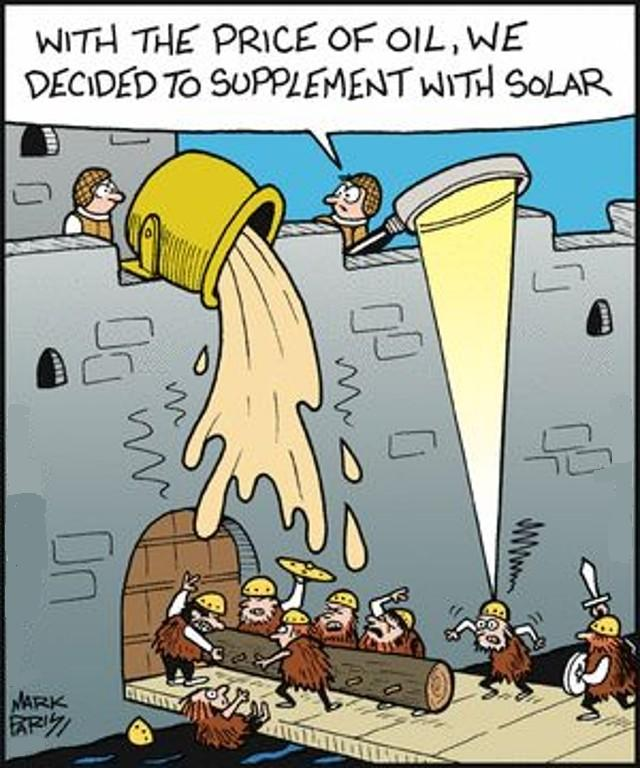 WITH THE PRICE OF OIL, WE
DECIDED TO SUPPLEMENT WITH SOLAR
MARK
PARISI